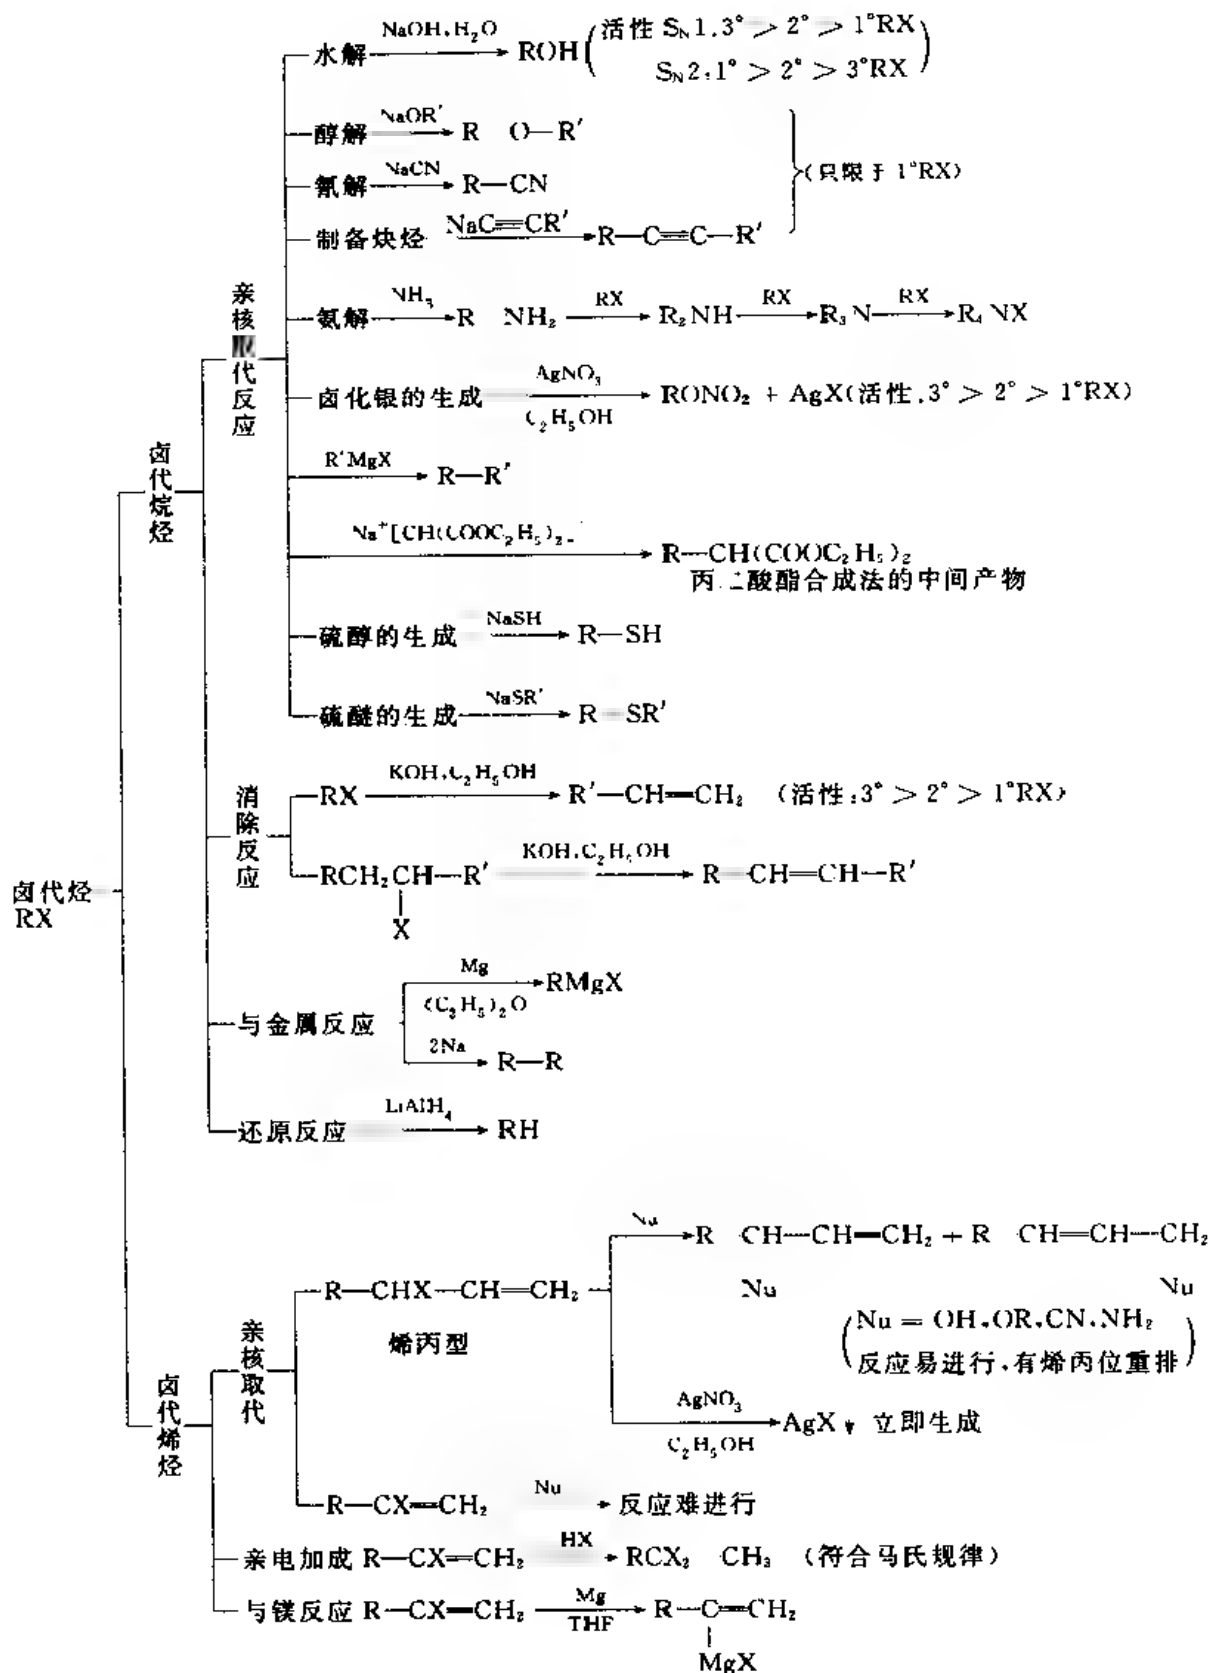 卤代烃
RX
卤代烷烃
亲核取代反应
水解 NaOH,H₂O ROH (活性 S_N1,3° > 2° > 1°RX
S_N2:1° > 2° > 3°RX)
醇解 NaOR′ R O—R′
氰解 NaCN R—CN
(只限于 1°RX)
制备炔烃 NaC≡CR′ R—C≡C—R′
氨解 NH₃ R NH₂ RX R₂NH RX R₃N RX R₄NX
卤化银的生成 AgNO₃ C₂H₅OH RONO₂ + AgX(活性,3° > 2° > 1°RX)
R′MgX R—R′
Na⁺[CH(COOC₂H₅)₂]⁻ R—CH(COOC₂H₅)₂
丙二酸酯合成法的中间产物
硫醇的生成 NaSH R—SH
硫醚的生成 NaSR′ R—SR′
消除反应
RX KOH,C₂H₅OH R′—CH=CH₂ (活性:3° > 2° > 1°RX)
RCH₂CH—R′ KOH,C₂H₅OH R—CH=CH—R′
X
与金属反应
Mg (C₂H₅)₂O RMgX
2Na R—R
还原反应 LiAlH₄ RH
卤代烯烃
亲核取代
R—CHX—CH=CH₂
烯丙型
Nu R CH—CH=CH₂ + R CH=CH—CH₂
Nu Nu
(Nu = OH,OR,CN,NH₂
反应易进行,有烯丙位重排)
AgNO₃ C₂H₅OH AgX↓ 立即生成
R—CX=CH₂ Nu 反应难进行
亲电加成 R—CX=CH₂ HX RCX₂ CH₃ (符合马氏规律)
与镁反应 R—CX=CH₂ Mg THF R—C=CH₂
MgX